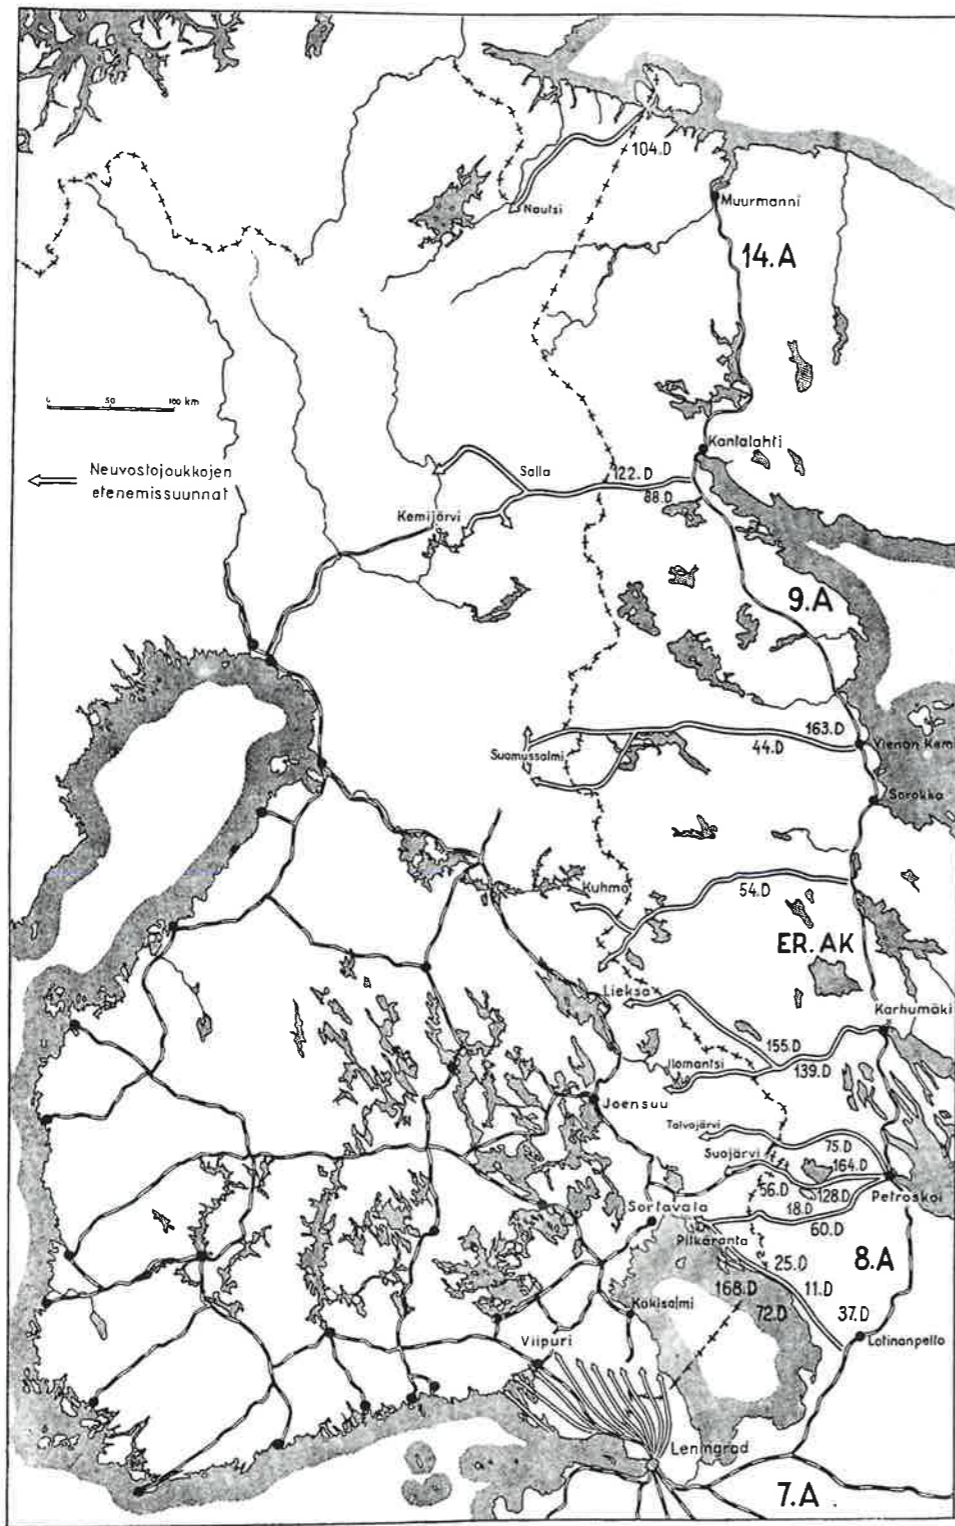 104.D
Nautsi
Muurmanni
14.A
0 50 100 km
Neuvostojoukkojen
etenemissuunnat
Kantalahti
Salla
122.D
88.D
Kemijärvi
9.A
163.D
44.D
Vienan Kemi
Suomussalmi
Sorokka
Kuhmo
54.D
ER. AK
Lieksa
Karhumäki
155.D
139.D
Ilomantsi
Joensuu
Tolvajärvi
75.D
Suojärvi
164.D
56.D
128.D
Petroskoi
18.D
60.D
Sortavala
Pitkäranta
8.A
25.D
168.D
11.D
72.D
37.D
Käkisalmi
Lotinanpelto
Viipuri
Leningrad
7.A